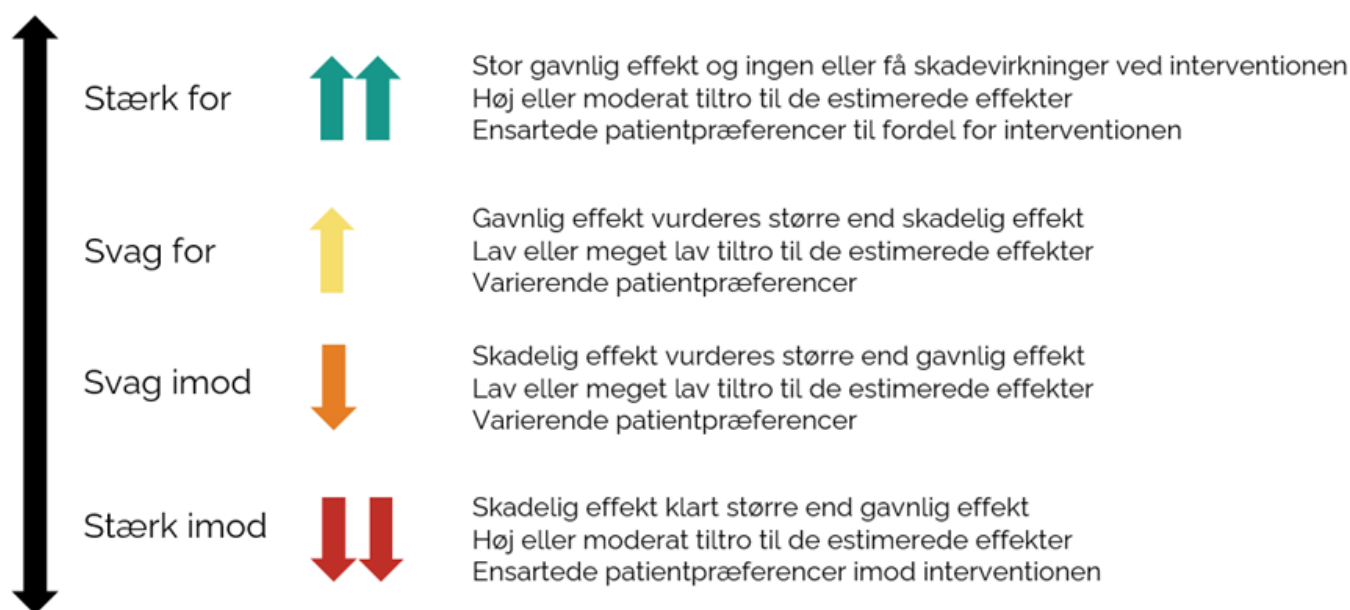 Stærk for
Stor gavnlig effekt og ingen eller få skadevirkninger ved interventionen
Høj eller moderat tiltro til de estimerede effekter
Ensartede patientpræferencer til fordel for interventionen
Svag for
Gavnlig effekt vurderes større end skadelig effekt
Lav eller meget lav tiltro til de estimerede effekter
Varierende patientpræferencer
Svag imod
Skadelig effekt vurderes større end gavnlig effekt
Lav eller meget lav tiltro til de estimerede effekter
Varierende patientpræferencer
Stærk imod
Skadelig effekt klart større end gavnlig effekt
Høj eller moderat tiltro til de estimerede effekter
Ensartede patientpræferencer imod interventionen